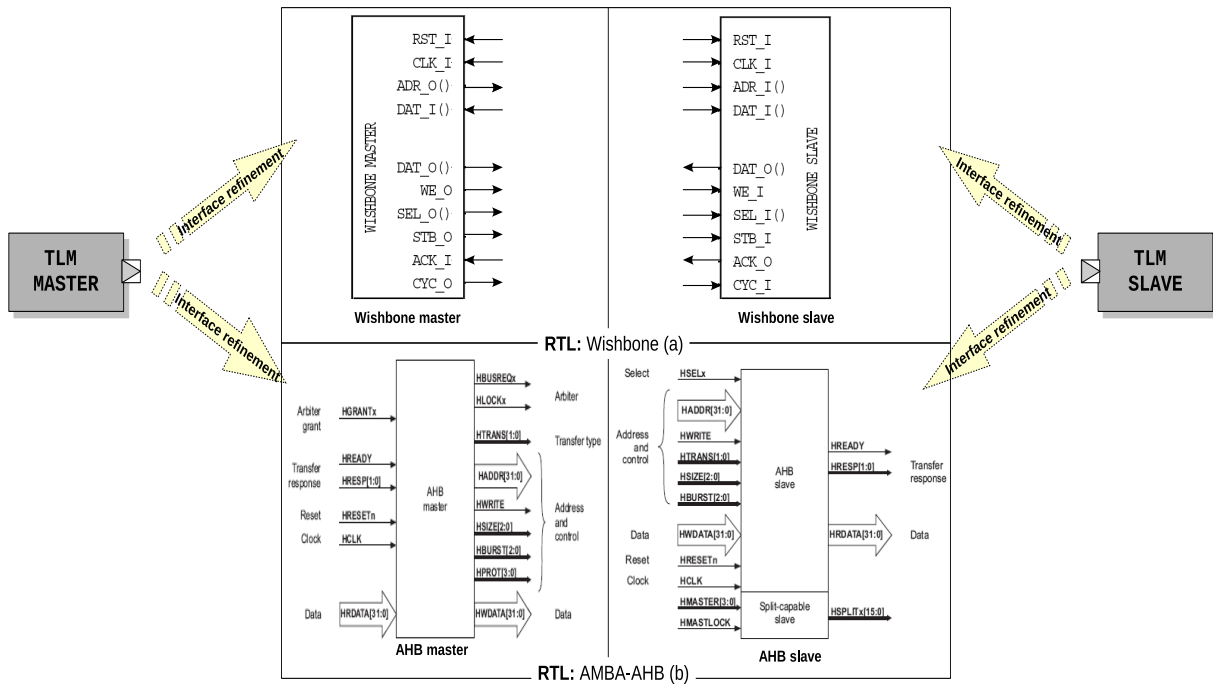 RST_I
CLK_I
ADR_O()
DAT_I()
DAT_O()
WE_O
SEL_O()
STB_O
ACK_I
CYC_O
WISHBONE MASTER
Wishbone master
RST_I
CLK_I
ADR_I()
DAT_I()
DAT_O()
WE_I
SEL_I()
STB_I
ACK_O
CYC_I
WISHBONE SLAVE
Wishbone slave
Interface refinement
Interface refinement
TLM
MASTER
Interface refinement
Interface refinement
TLM
SLAVE
RTL: Wishbone (a)
Arbiter
grant
HGRANTx
Transfer
response
HREADY
HRESP[1:0]
Reset
HRESETn
Clock
HCLK
Data
HRDATA[31:0]
AHB
master
HBUSREQx
HLOCKx
Arbiter
HTRANS[1:0]
Transfer type
HADDR[31:0]
HWRITE
HSIZE[2:0]
HBURST[2:0]
HPROT[3:0]
Address
and
control
HWDATA[31:0]
Data
AHB master
Select
HSELx
Address
and
control
HADDR[31:0]
HWRITE
HTRANS[1:0]
HSIZE[2:0]
HBURST[2:0]
Data
HWDATA[31:0]
Reset
HRESETn
Clock
HCLK
HMASTER[3:0]
HMASTLOCK
AHB
slave
Split-capable
slave
HREADY
HRESP[1:0]
Transfer
response
HRDATA[31:0]
Data
HSPLITx[15:0]
AHB slave
RTL: AMBA-AHB (b)